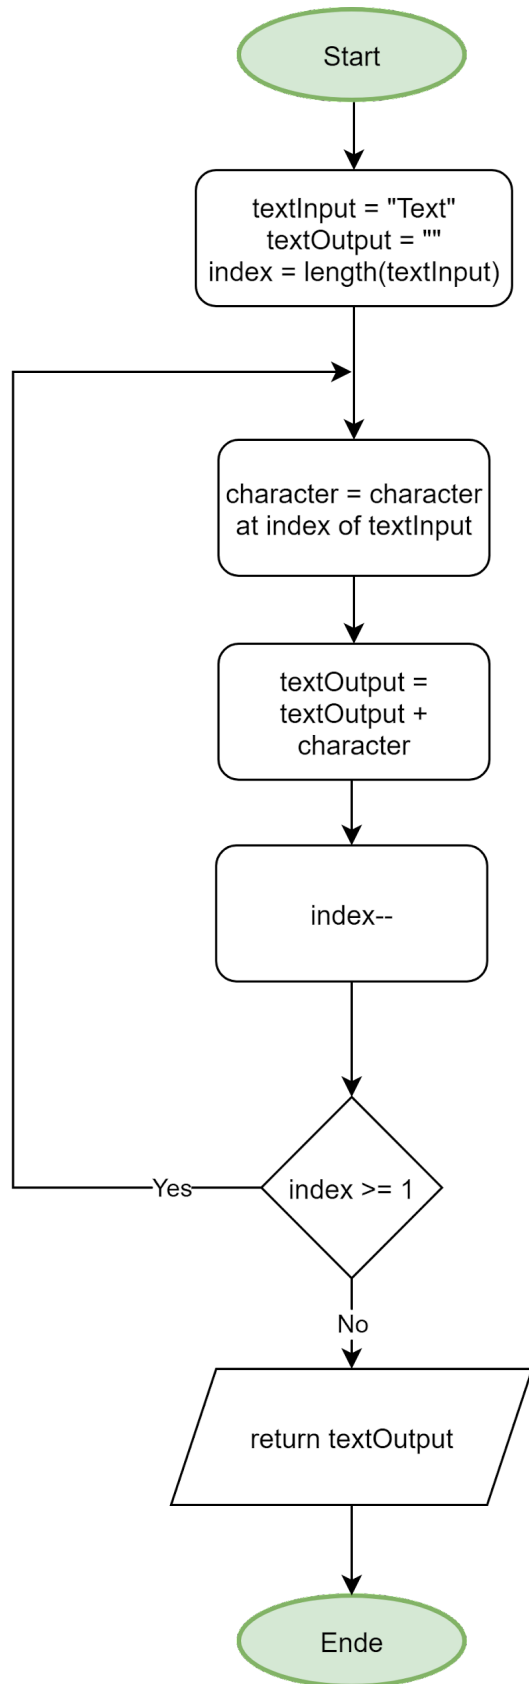 Start
textInput = "Text"
textOutput = ""
index = length(textInput)
character = character
at index of textInput
textOutput =
textOutput +
character
index--
index >= 1
Yes
No
return textOutput
Ende